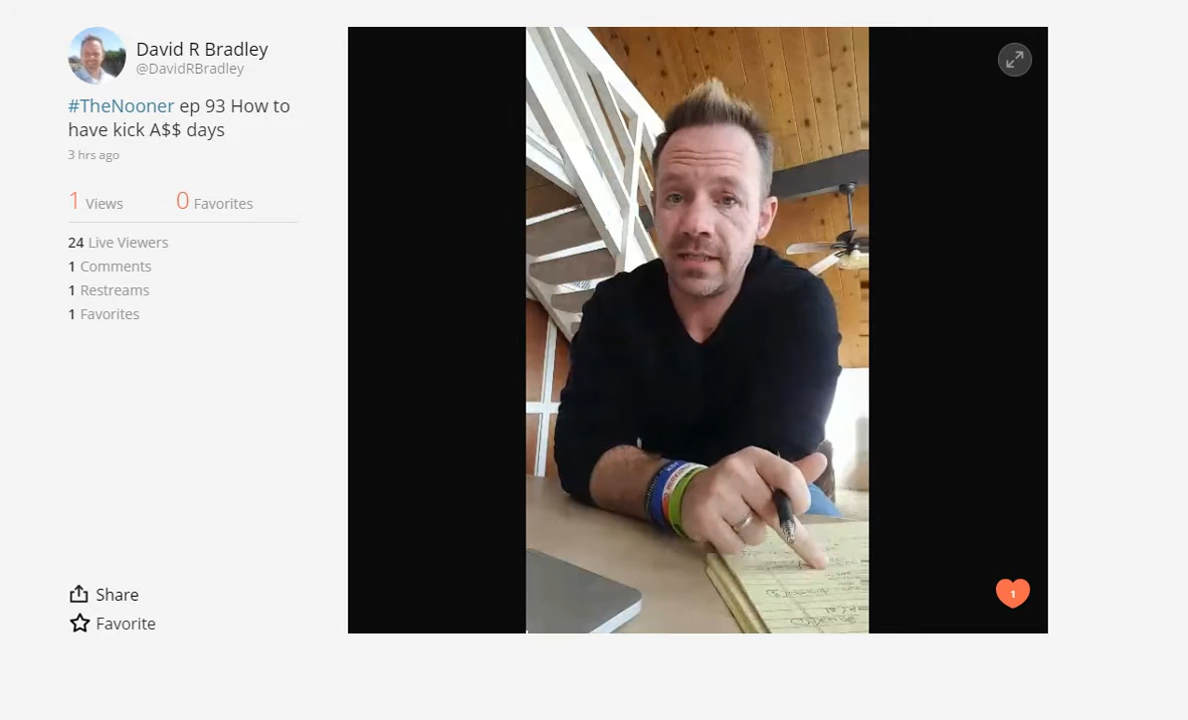 David R Bradley
@DavidRBradley
#TheNooner ep 93 How to
have kick A$$ days
3 hrs ago
1 Views 0 Favorites
24 Live Viewers
1 Comments
1 Restreams
1 Favorites
Share
Favorite
1